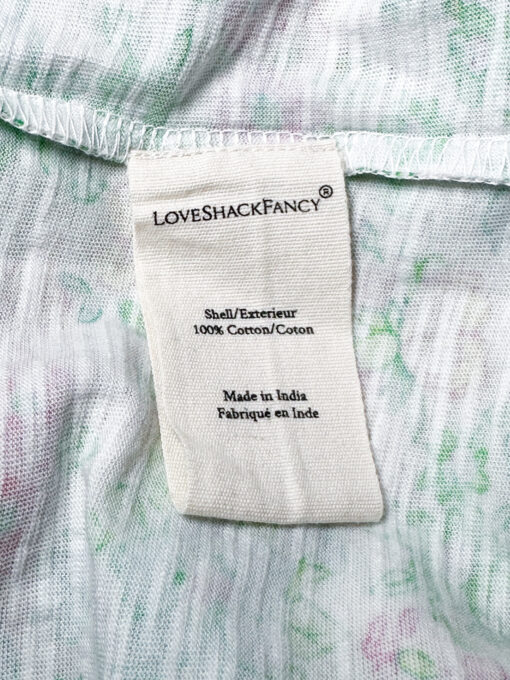 LOVESHACKFANCY®
Shell/Exterieur
100% Cotton/Coton
Made in India
Fabriqué en Inde